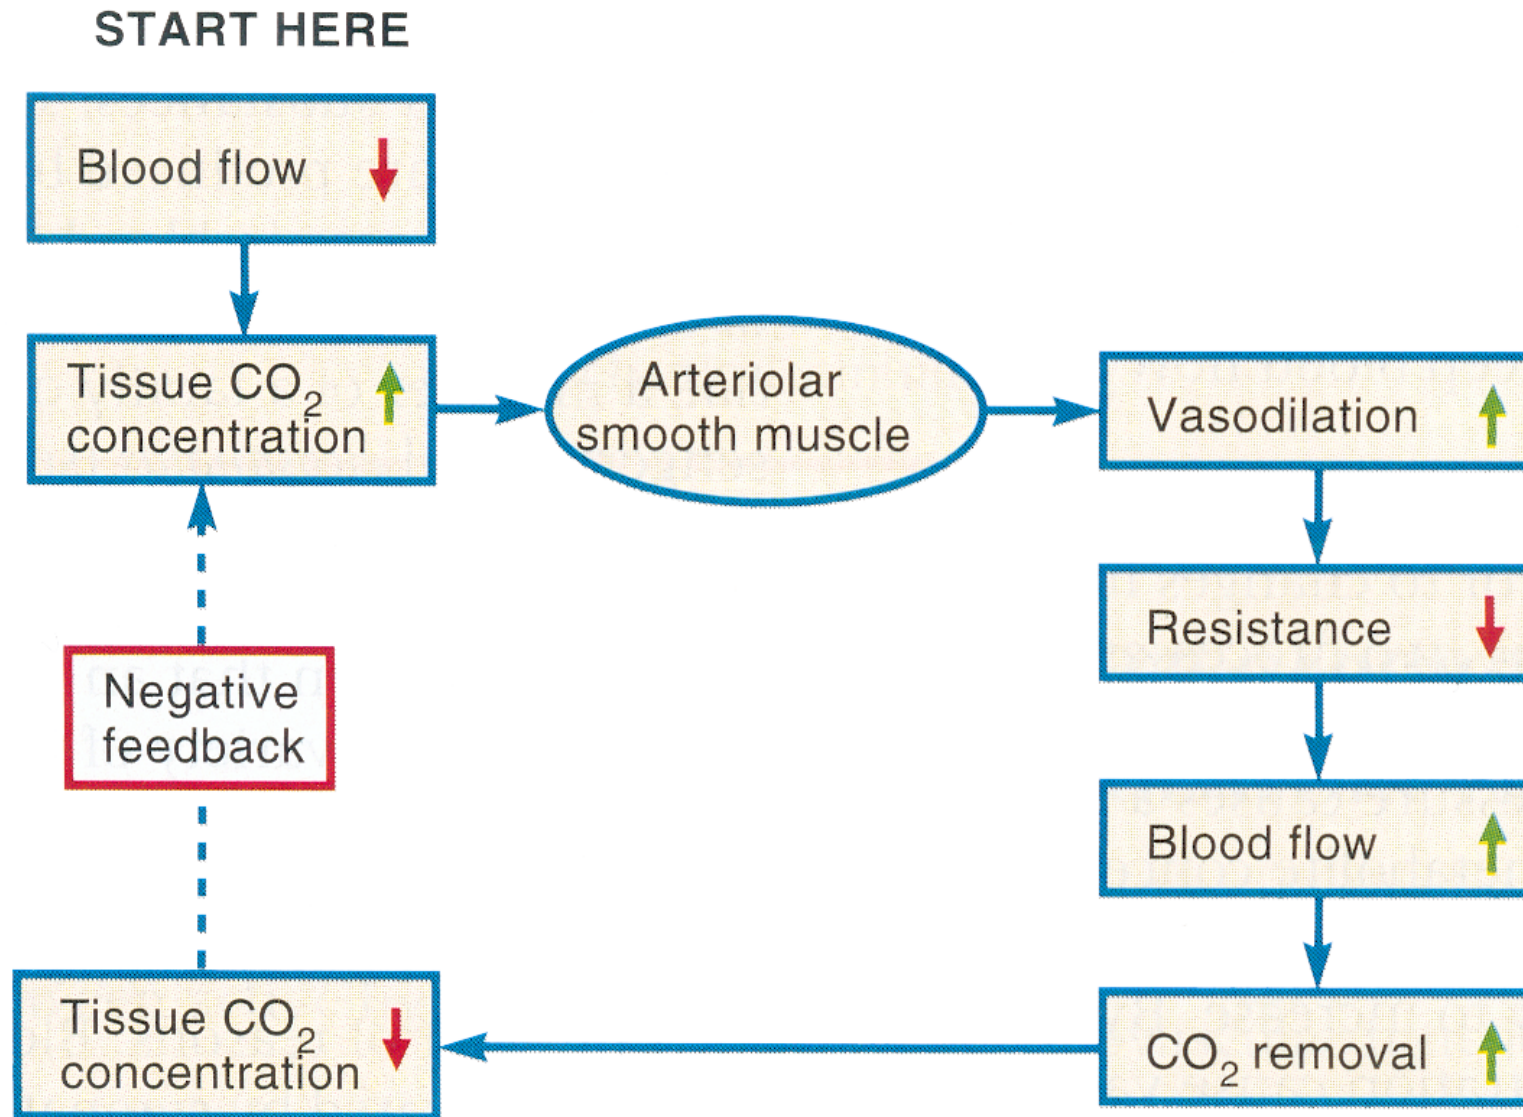 START HERE
Blood flow
Tissue CO₂
concentration
Arteriolar
smooth muscle
Vasodilation
Resistance
Blood flow
CO₂ removal
Tissue CO₂
concentration
Negative
feedback